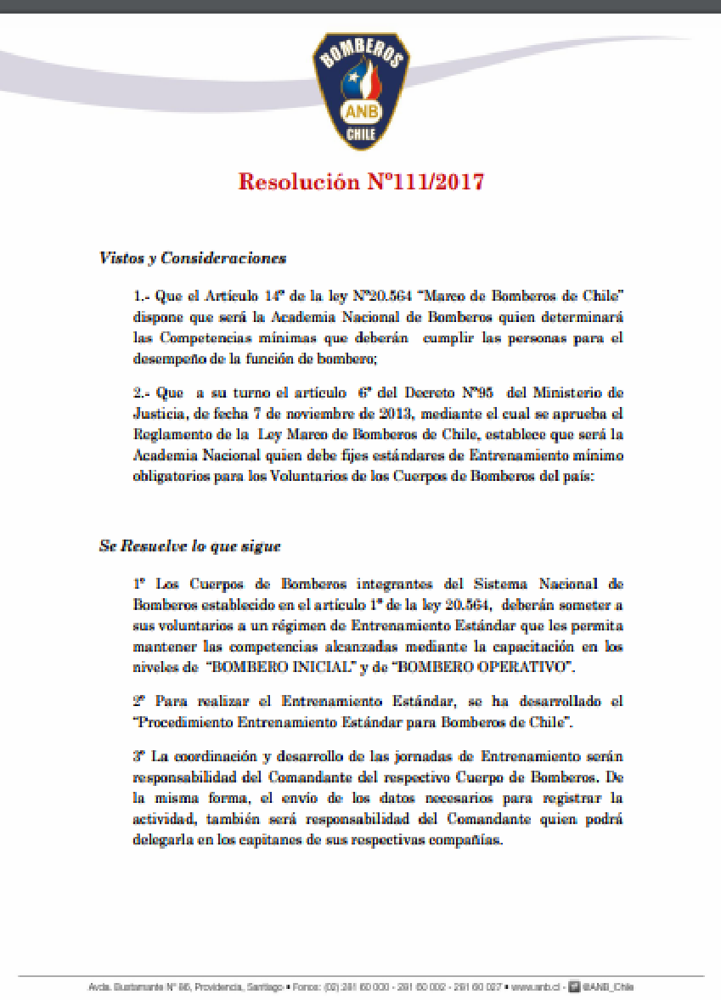 BOMBEROS
ANB
CHILE
Resolución Nº111/2017
Vistos y Consideraciones
1.- Que el Artículo 14º de la ley Nº20.564 “Marco de Bomberos de Chile”
dispone que será la Academia Nacional de Bomberos quien determinará
las Competencias mínimas que deberán cumplir las personas para el
desempeño de la función de bombero;
2.- Que a su turno el artículo 6º del Decreto Nº95 del Ministerio de
Justicia, de fecha 7 de noviembre de 2013, mediante el cual se aprueba el
Reglamento de la Ley Marco de Bomberos de Chile, establece que será la
Academia Nacional quien debe fijes estándares de Entrenamiento mínimo
obligatorios para los Voluntarios de los Cuerpos de Bomberos del país:
Se Resuelve lo que sigue
1º Los Cuerpos de Bomberos integrantes del Sistema Nacional de
Bomberos establecido en el artículo 1º de la ley 20.564, deberán someter a
sus voluntarios a un régimen de Entrenamiento Estándar que les permita
mantener las competencias alcanzadas mediante la capacitación en los
niveles de “BOMBERO INICIAL” y de “BOMBERO OPERATIVO”.
2º Para realizar el Entrenamiento Estándar, se ha desarrollado el
“Procedimiento Entrenamiento Estándar para Bomberos de Chile”.
3º La coordinación y desarrollo de las jornadas de Entrenamiento serán
responsabilidad del Comandante del respectivo Cuerpo de Bomberos. De
la misma forma, el envío de los datos necesarios para registrar la
actividad, también será responsabilidad del Comandante quien podrá
delegarla en los capitanes de sus respectivas compañías.
Avda. Bustamante Nº 86, Providencia, Santiago • Fonos: (02) 281 60 000 - 281 60 002 - 281 60 027 • www.anb.cl - @ANB_Chile